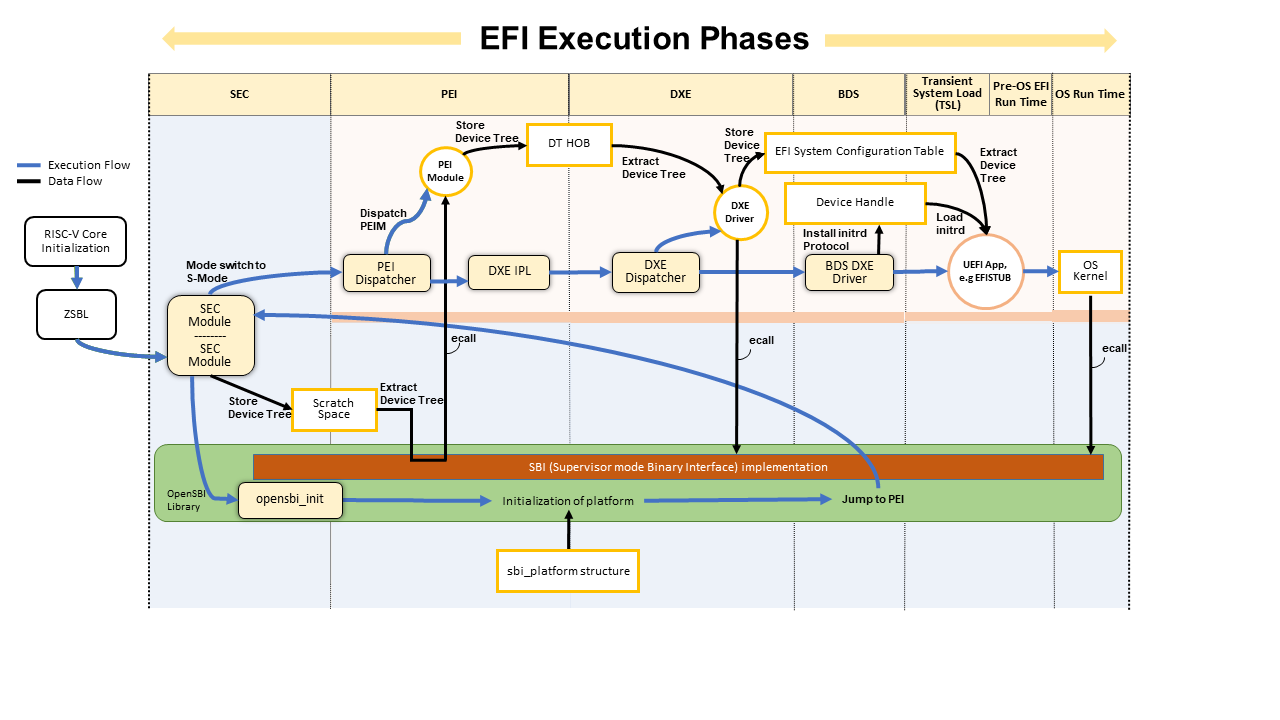 EFI Execution Phases
SEC
PEI
DXE
BDS
Transient
System Load
(TSL)
Pre-OS EFI
Run Time
OS Run Time
Execution Flow
Data Flow
RISC-V Core
Initialization
ZSBL
Mode switch to
S-Mode
SEC
Module
--------
SEC
Module
Store
Device Tree
Scratch
Space
Extract
Device Tree
Dispatch
PEIM
PEI
Module
Store
Device Tree
DT HOB
Extract
Device Tree
PEI
Dispatcher
DXE IPL
DXE
Dispatcher
DXE
Driver
Store
Device
Tree
EFI System Configuration Table
Extract
Device
Tree
Device Handle
Load
initrd
Install initrd
Protocol
BDS DXE
Driver
UEFI App,
e.g EFISTUB
OS
Kernel
ecall
ecall
ecall
SBI (Supervisor mode Binary Interface) implementation
OpenSBI
Library
opensbi_init
Initialization of platform
Jump to PEI
sbi_platform structure